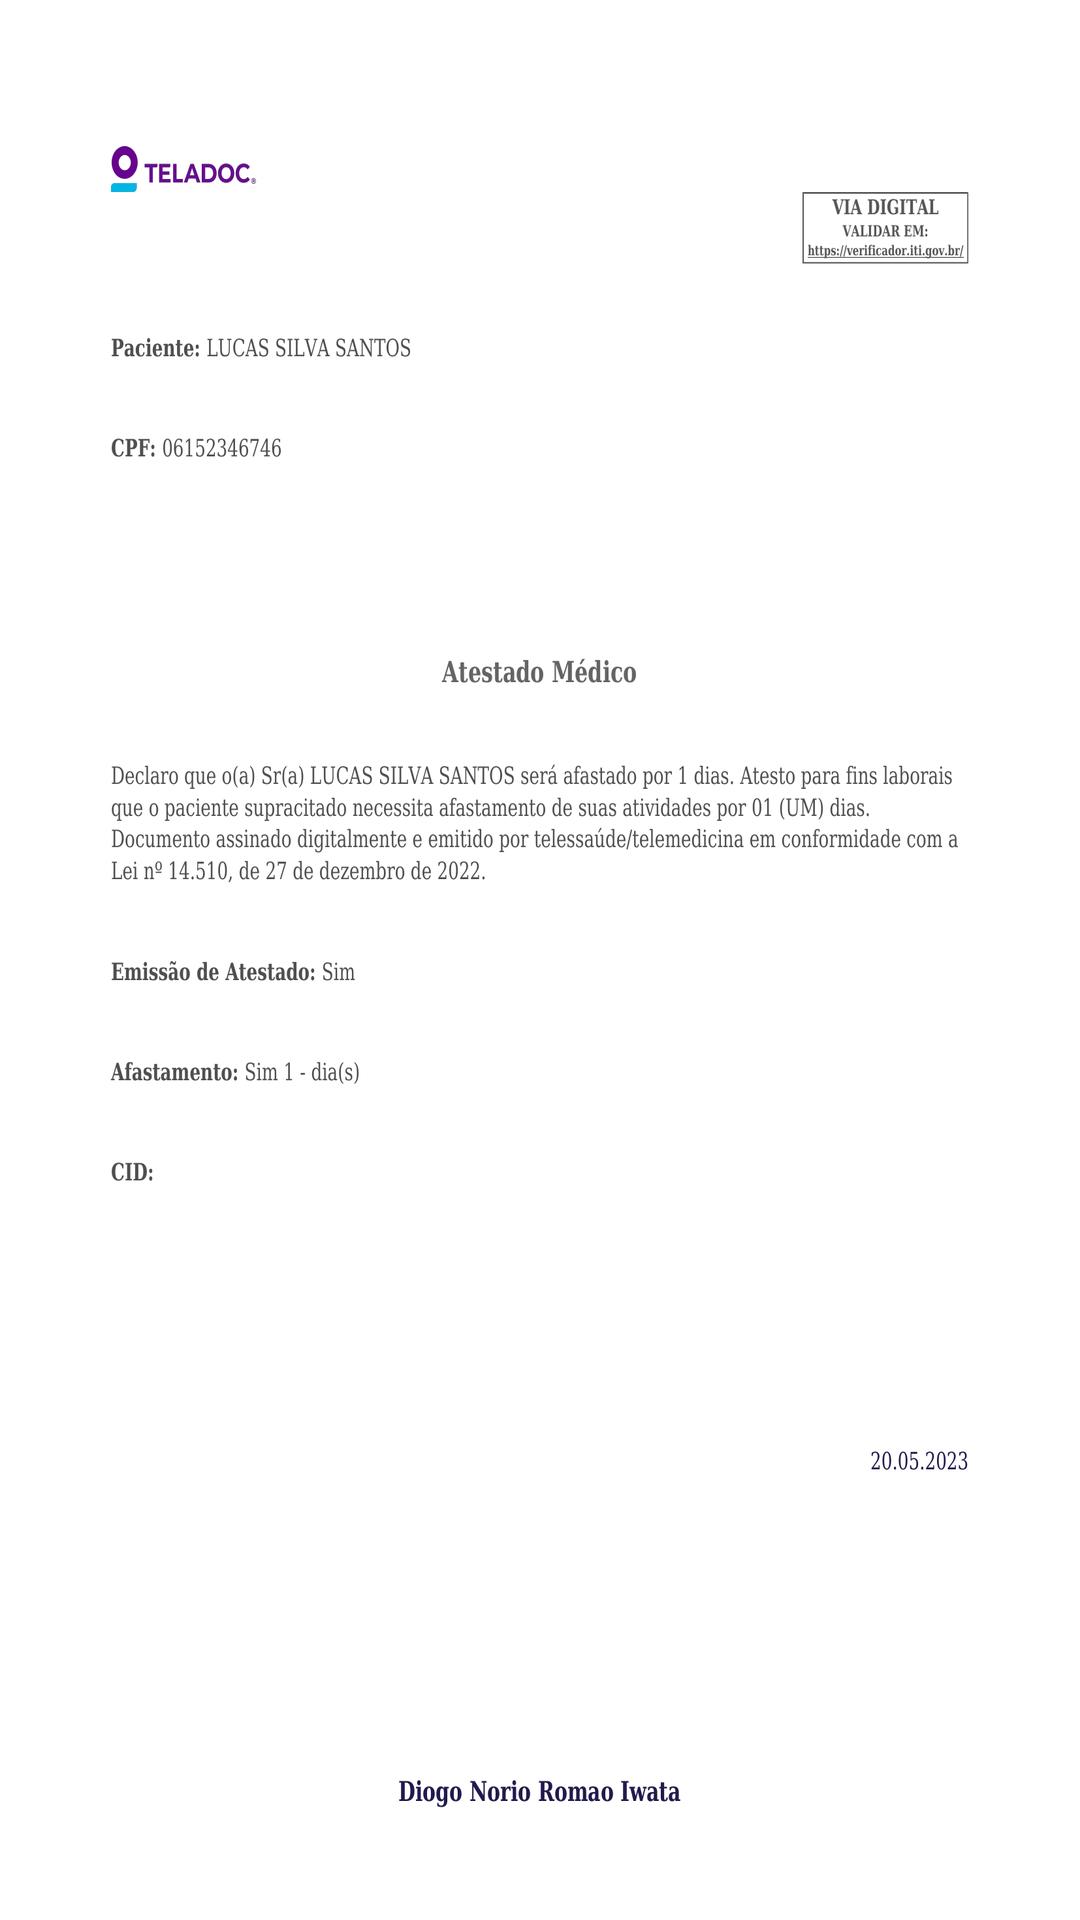 TELADOC®
VIA DIGITAL
VALIDAR EM:
https://verificador.iti.gov.br/
Paciente: LUCAS SILVA SANTOS
CPF: 06152346746
Atestado Médico
Declaro que o(a) Sr(a) LUCAS SILVA SANTOS será afastado por 1 dias. Atesto para fins laborais
que o paciente supracitado necessita afastamento de suas atividades por 01 (UM) dias.
Documento assinado digitalmente e emitido por telessaúde/telemedicina em conformidade com a
Lei nº 14.510, de 27 de dezembro de 2022.
Emissão de Atestado: Sim
Afastamento: Sim 1 - dia(s)
CID:
20.05.2023
Diogo Norio Romao Iwata